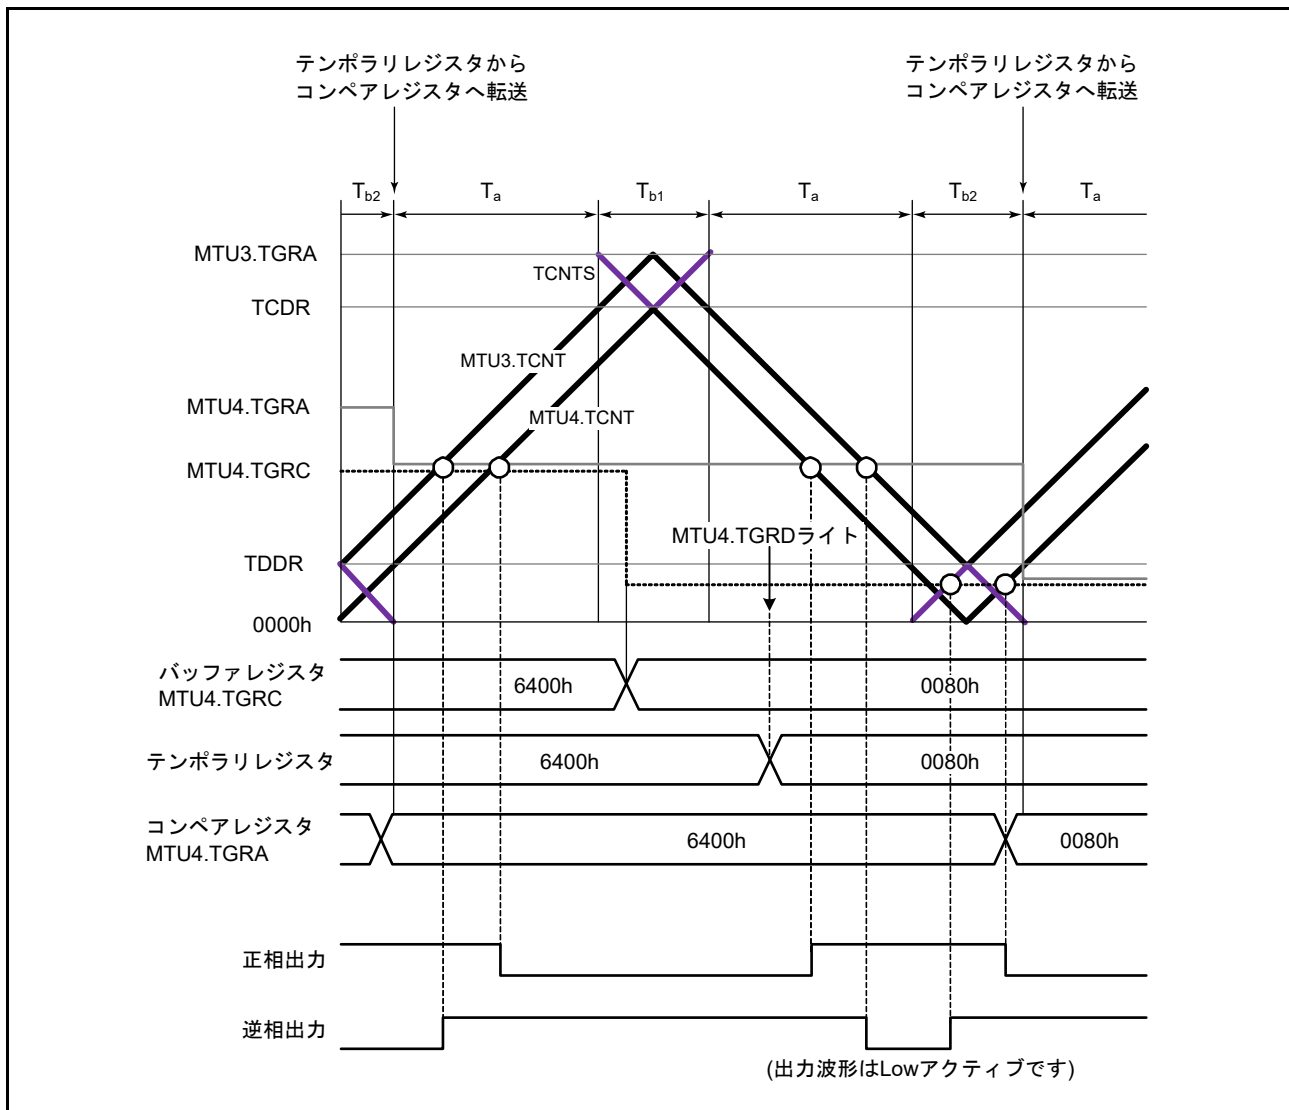 テンポラリレジスタから
コンペアレジスタへ転送
テンポラリレジスタから
コンペアレジスタへ転送
Tb2
Ta
Tb1
Ta
Tb2
Ta
MTU3.TGRA
TCNTS
TCDR
MTU3.TCNT
MTU4.TGRA
MTU4.TCNT
MTU4.TGRC
MTU4.TGRDライト
TDDR
0000h
バッファレジスタ
MTU4.TGRC
6400h
0080h
テンポラリレジスタ
6400h
0080h
コンペアレジスタ
MTU4.TGRA
6400h
0080h
正相出力
逆相出力
(出力波形はLowアクティブです)